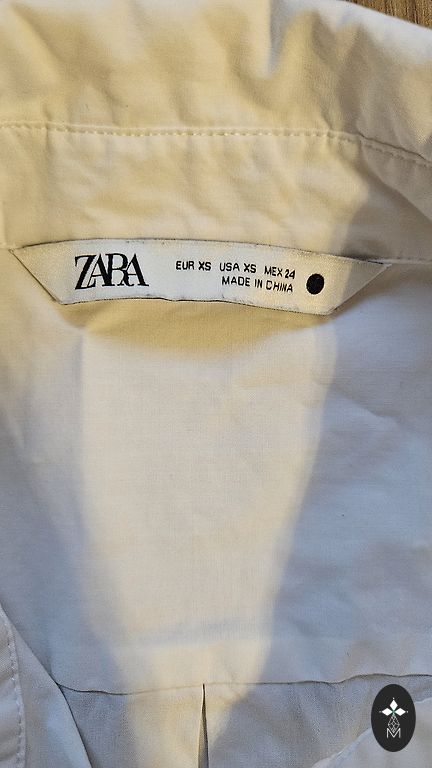 ZARA
EUR XS USA XS MEX 24
MADE IN CHINA
M